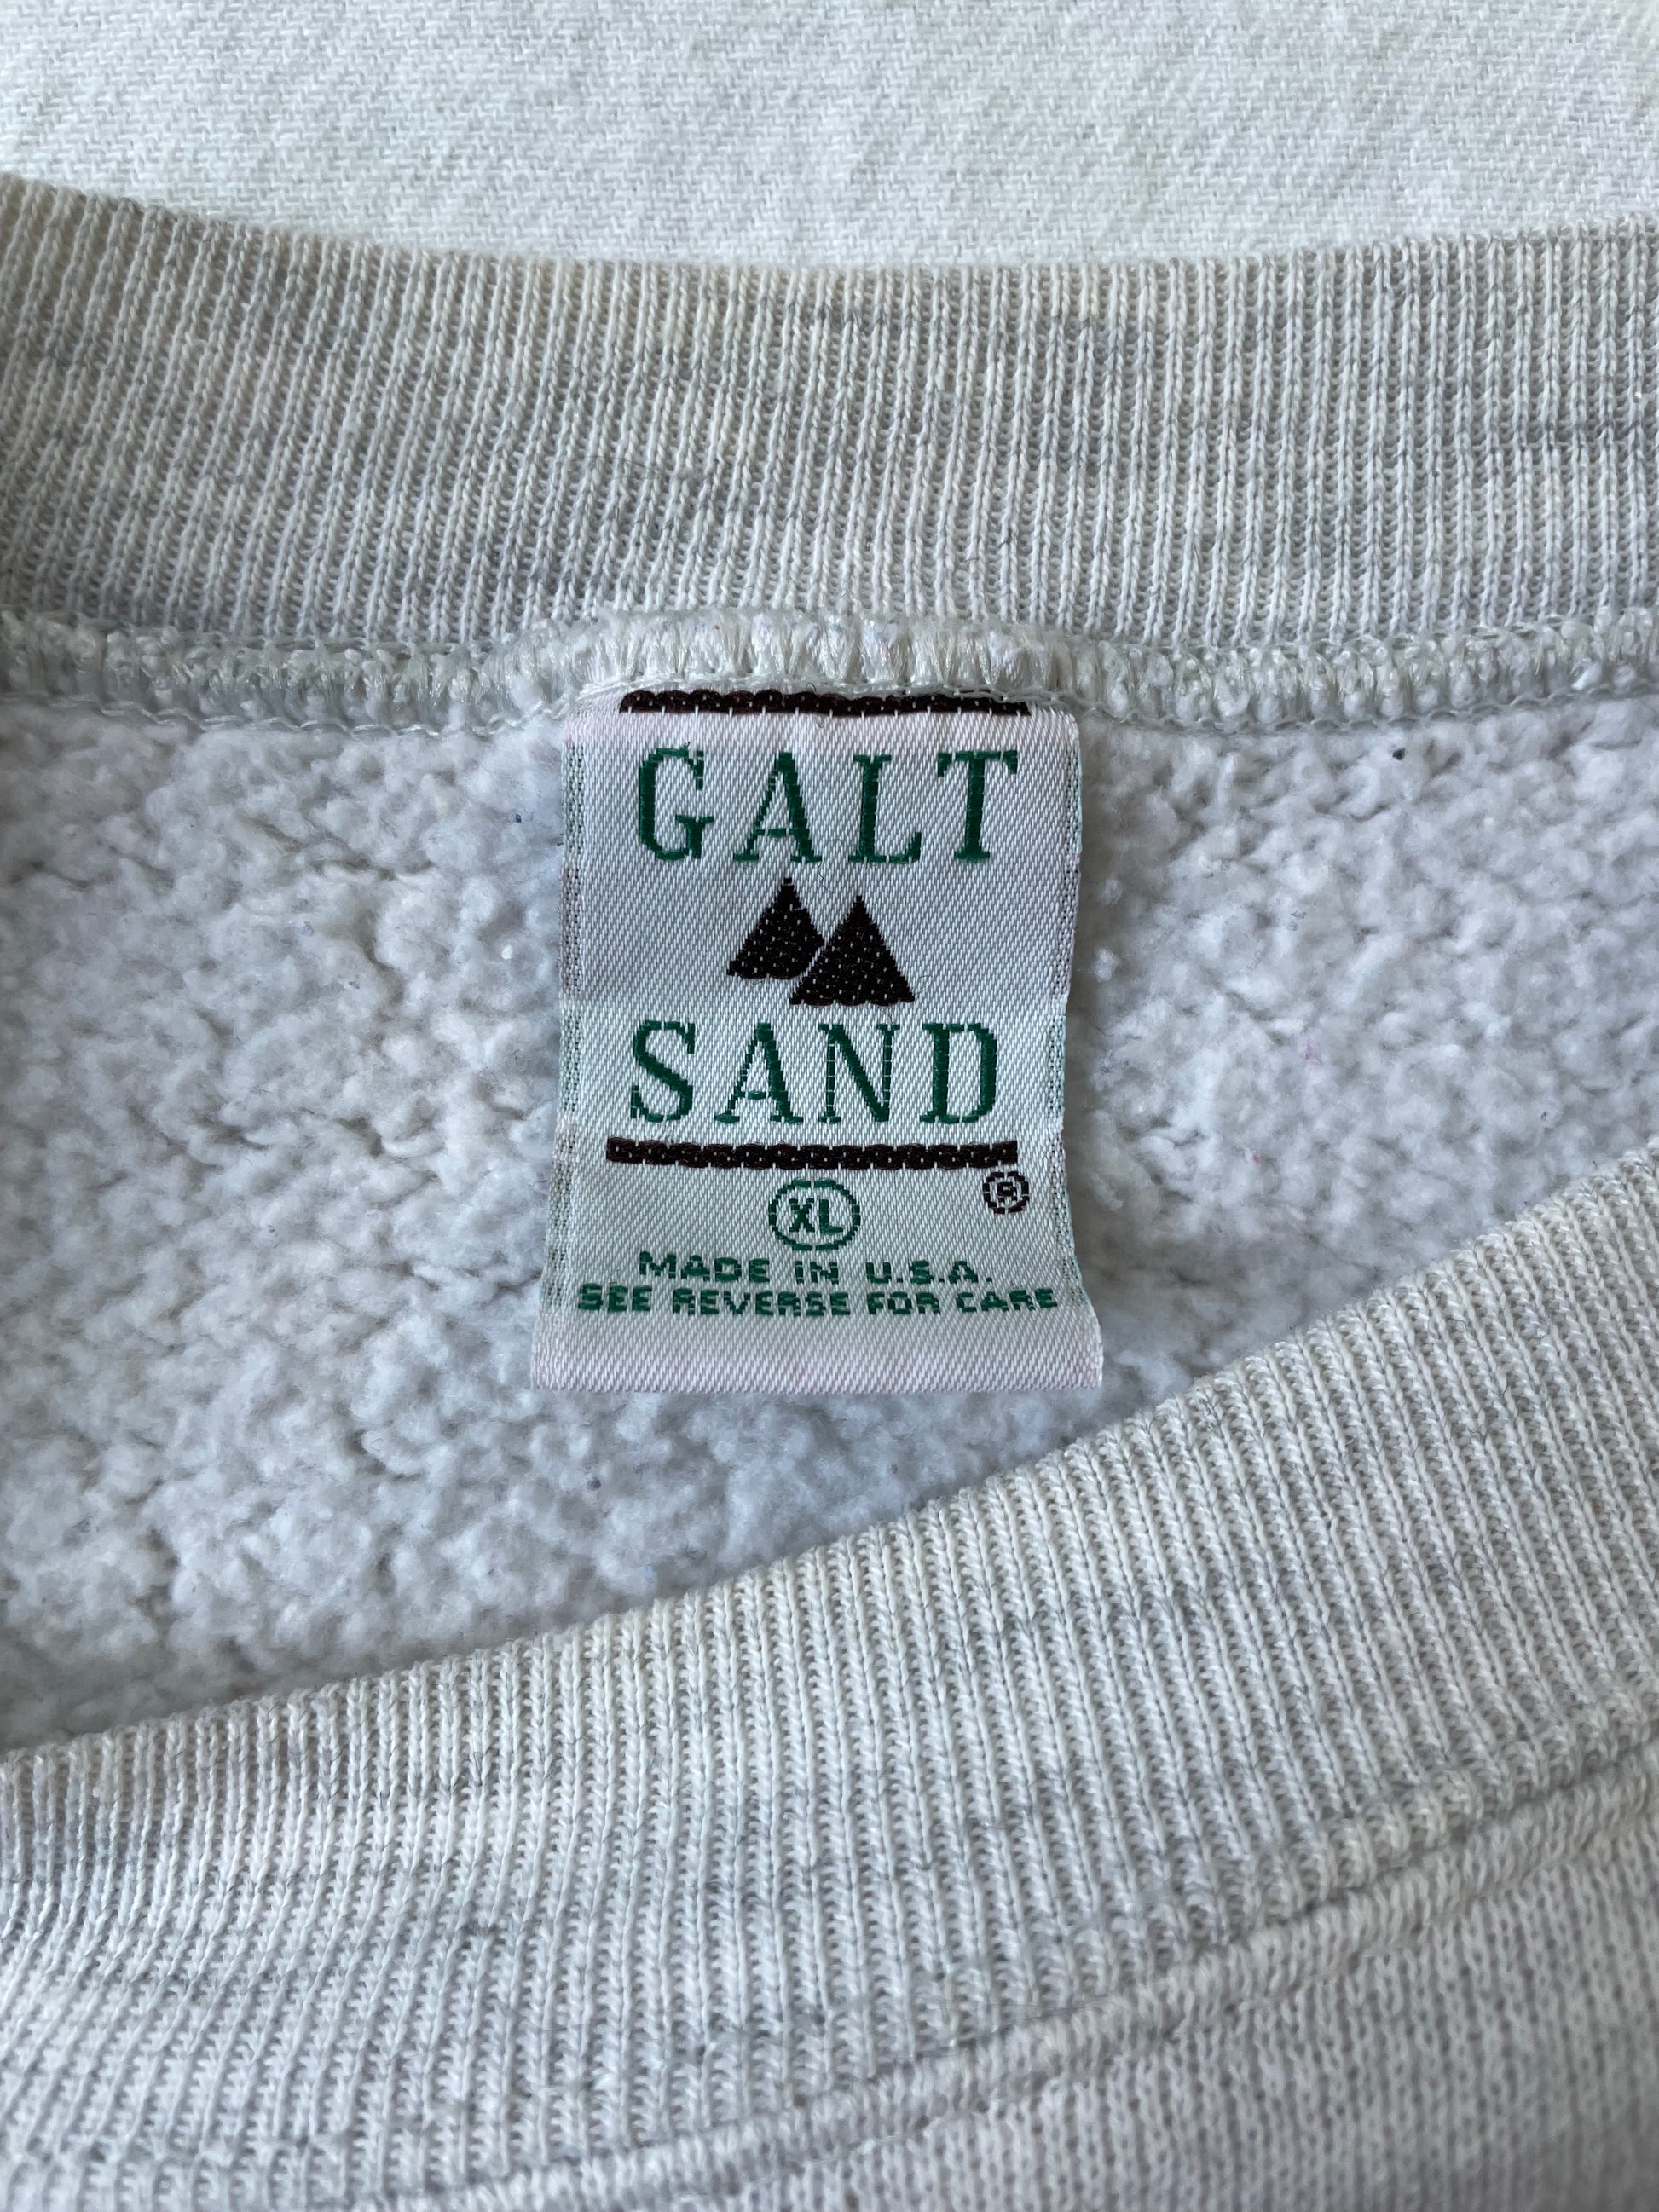 GALT
SAND
®
XL
MADE IN U.S.A.
SEE REVERSE FOR CARE